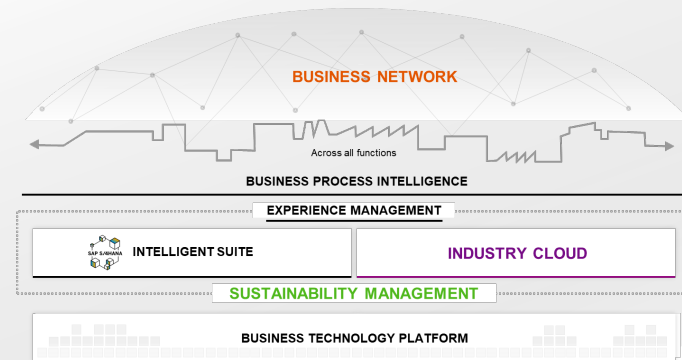 BUSINESS NETWORK
Across all functions
BUSINESS PROCESS INTELLIGENCE
EXPERIENCE MANAGEMENT
SAP S/4HANA
INTELLIGENT SUITE
INDUSTRY CLOUD
SUSTAINABILITY MANAGEMENT
BUSINESS TECHNOLOGY PLATFORM